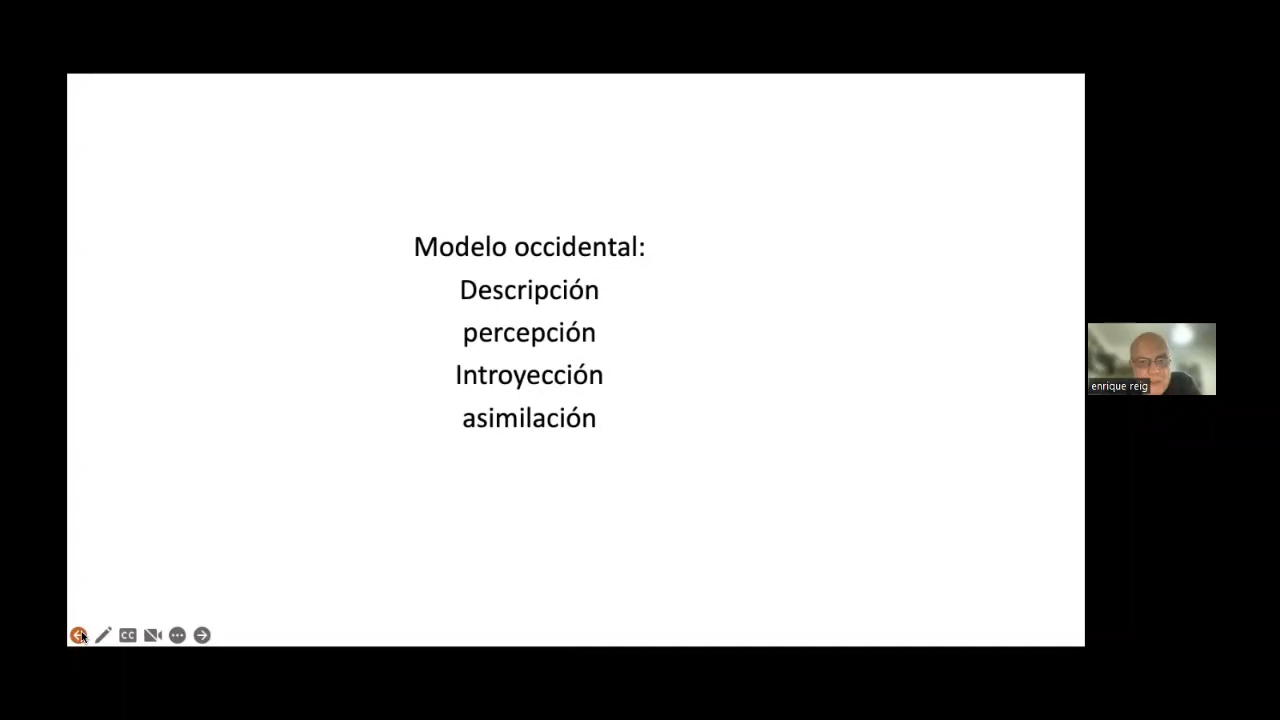 Modelo occidental:
Descripción
percepción
Introyección
asimilación
enrique reig
CC